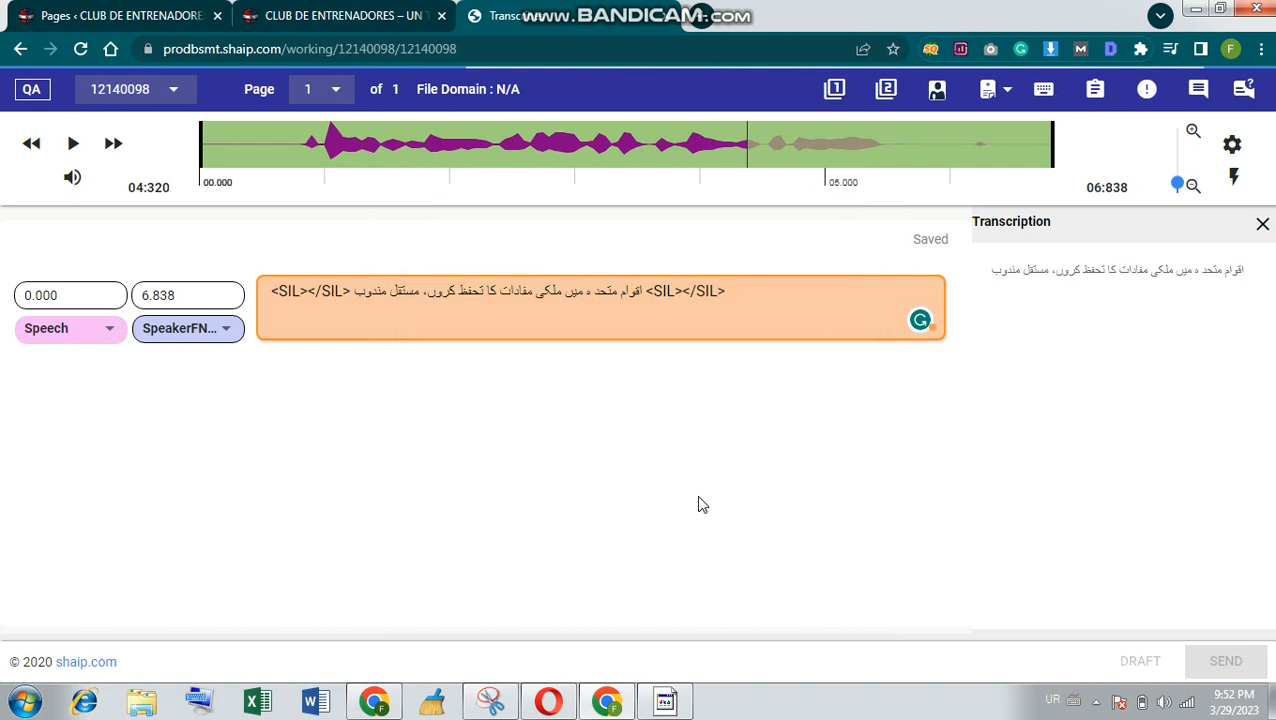 Pages < CLUB DE ENTRENADORES
CLUB DE ENTRENADORES – UN T
Transc
www.BANDICAM.com
prodbsmt.shaip.com/working/12140098/12140098
F
QA
12140098
Page
1
of 1
File Domain : N/A
04:320
00.000
05.000
06:838
Transcription
Saved
اقوام متحد ہ میں ملکی مفادات کا تحفظ کروں، مستقل مندوب
0.000
6.838
<SIL></SIL> اقوام متحد ہ میں ملکی مفادات کا تحفظ کروں، مستقل مندوب <SIL></SIL>
Speech
SpeakerFN...
© 2020 shaip.com
DRAFT
SEND
UR
9:52 PM
3/29/2023